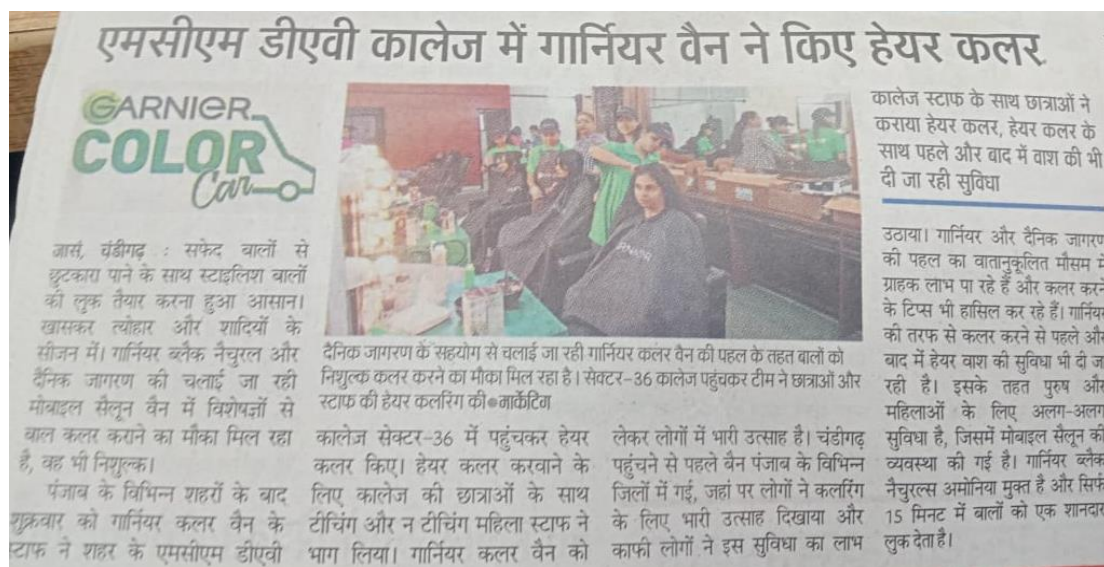 एमसीएम डीएवी कालेज में गार्नियर वैन ने किए हेयर कलर
GARNIER
COLOR
Car
जासं, चंडीगढ़ : सफेद बालों से
छुटकारा पाने के साथ स्टाइलिश बालों
की लुक तैयार करना हुआ आसान।
खासकर त्योहार और शादियों के
सीजन में। गार्नियर ब्लैक नैचुरल और
दैनिक जागरण की चलाई जा रही
मोबाइल सैलून वैन में विशेषज्ञों से
बाल कलर कराने का मौका मिल रहा
है, वह भी निशुल्क।
पंजाब के विभिन्न शहरों के बाद
शुक्रवार को गार्नियर कलर वैन के
स्टाफ ने शहर के एमसीएम डीएवी
GARNIER
दैनिक जागरण के सहयोग से चलाई जा रही गार्नियर कलर वैन की पहल के तहत बालों को
निशुल्क कलर करने का मौका मिल रहा है। सेक्टर-36 कालेज पहुंचकर टीम ने छात्राओं और
स्टाफ की हेयर कलरिंग की●मार्केटिंग
कालेज सेक्टर-36 में पहुंचकर हेयर
कलर किए। हेयर कलर करवाने के
लिए कालेज की छात्राओं के साथ
टीचिंग और न टीचिंग महिला स्टाफ ने
भाग लिया। गार्नियर कलर वैन को
लेकर लोगों में भारी उत्साह है। चंडीगढ़
पहुंचने से पहले बैन पंजाब के विभिन्न
जिलों में गई, जहां पर लोगों ने कलरिंग
के लिए भारी उत्साह दिखाया और
काफी लोगों ने इस सुविधा का लाभ
कालेज स्टाफ के साथ छात्राओं ने
कराया हेयर कलर, हेयर कलर के
साथ पहले और बाद में वाश की भी
दी जा रही सुविधा
उठाया। गार्नियर और दैनिक जागरण
की पहल का वातानुकूलित मौसम में
ग्राहक लाभ पा रहे हैं और कलर करने
के टिप्स भी हासिल कर रहे हैं। गार्नियर
की तरफ से कलर करने से पहले और
बाद में हेयर वाश की सुविधा भी दी जा
रही है। इसके तहत पुरुष और
महिलाओं के लिए अलग-अलग
सुविधा है, जिसमें मोबाइल सैलून की
व्यवस्था की गई है। गार्नियर ब्लैक
नैचुरल्स अमोनिया मुक्त है और सिर्फ
15 मिनट में बालों को एक शानदार
लुक देता है।